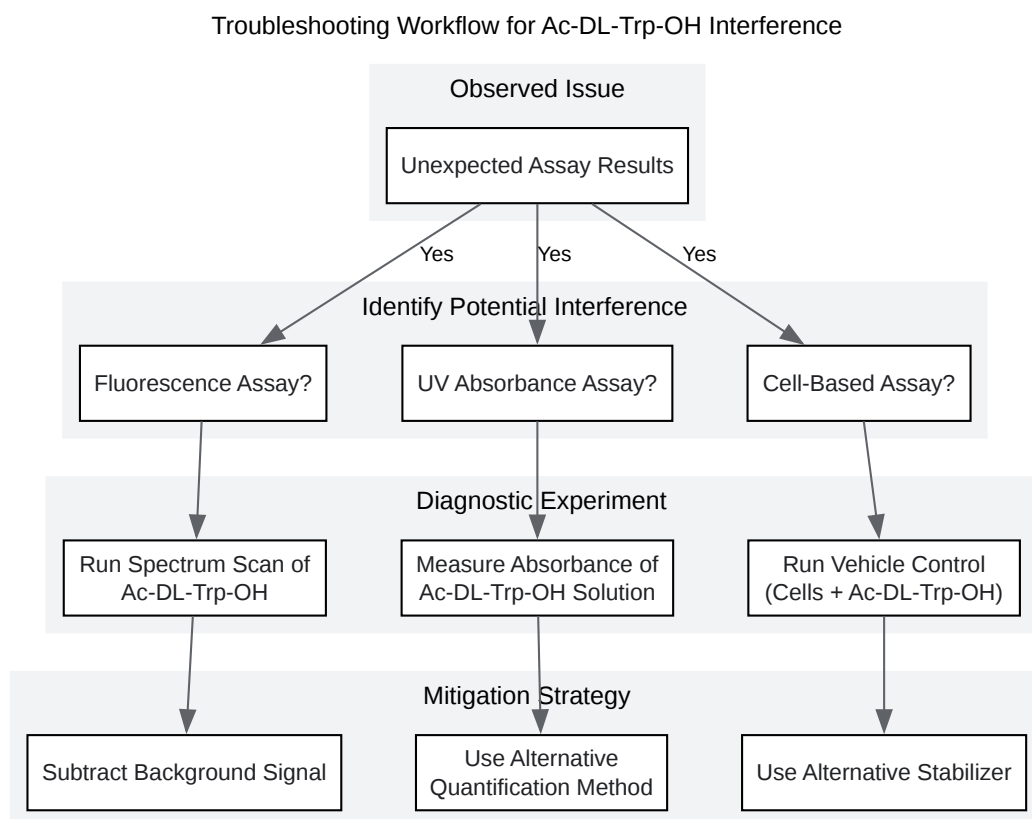 Troubleshooting Workflow for Ac-DL-Trp-OH Interference
Observed Issue
Unexpected Assay Results
Yes
Yes
Yes
Identify Potential Interference
Fluorescence Assay?
UV Absorbance Assay?
Cell-Based Assay?
Diagnostic Experiment
Run Spectrum Scan of
Ac-DL-Trp-OH
Measure Absorbance of
Ac-DL-Trp-OH Solution
Run Vehicle Control
(Cells + Ac-DL-Trp-OH)
Mitigation Strategy
Subtract Background Signal
Use Alternative
Quantification Method
Use Alternative Stabilizer